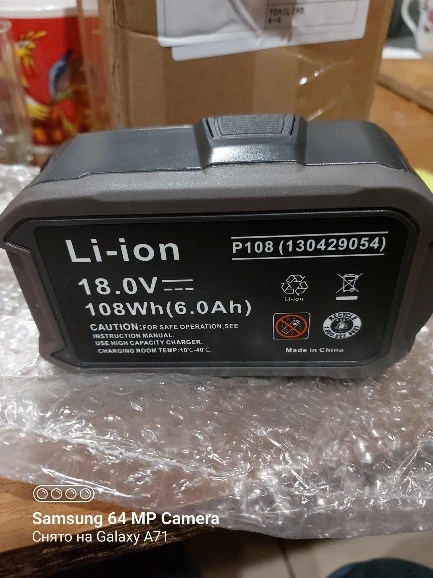 TOMILINO
Li-ion
P108 (130429054)
18.0V
108Wh(6.0Ah)
CAUTION:FOR SAFE OPERATION,SEE
INSTRUCTION MANUAL.
USE HIGH CAPACITY CHARGER.
CHARGING ROOM TEMP:10℃-40℃.
Li-ion
RECYCLE
Made in China
Samsung 64 MP Camera
Снято на Galaxy A71